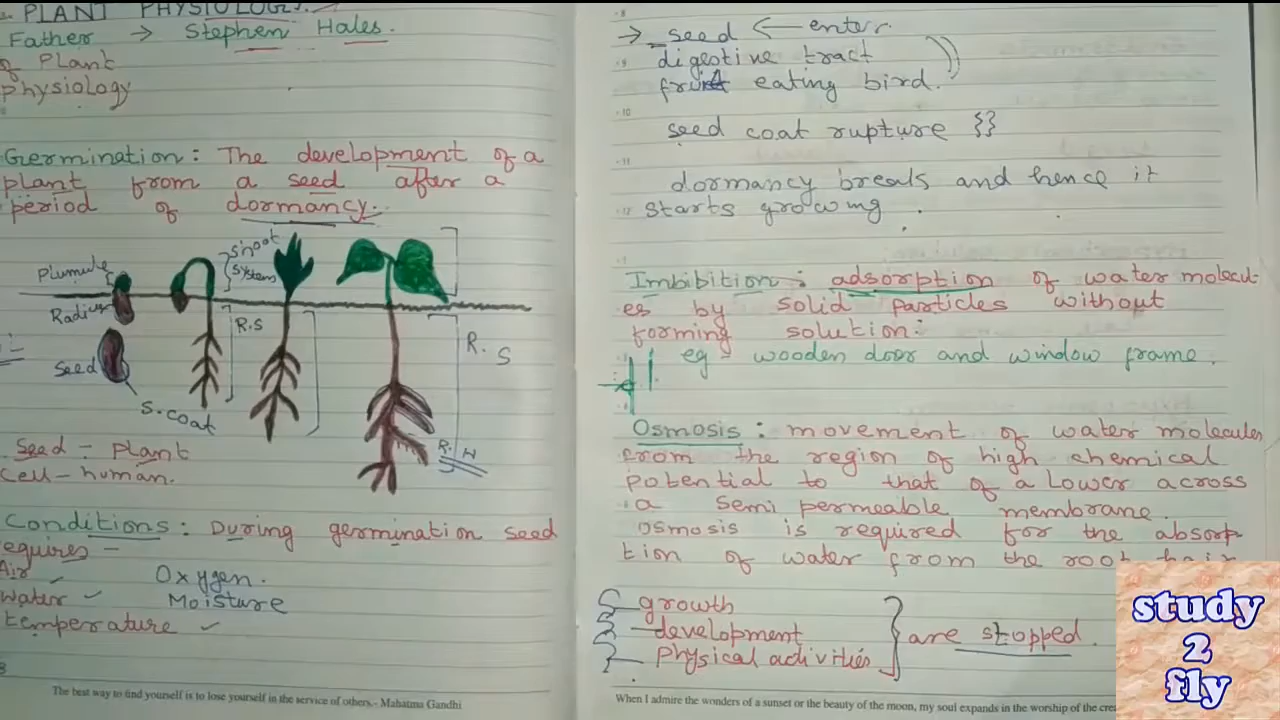 PLANT PHYSIOLOGY.
Father → Stephen Hales.
of Plant
Physiology
Germination: The development of a
plant from a seed after a
period of dormancy.
Plumule
Shoot
system
Radius
R.S
R. S
Seed
S. coat
R. H
Seed - plant
Cell - human.
Conditions: During germination seed
equires -
Air Oxygen.
Water Moisture
temperature
The best way to find yourself is to lose yourself in the service of others.- Mahatma Gandhi
→ seed ← enter.
digestive tract
fruit eating bird.
seed coat rupture }}
dormancy breaks and hence it
starts growing.
Imbibition: adsorption of water molecul-
es by solid particles without
forming solution:
eg wooden door and window frame.
Osmosis: movement of water molecules
from the region of high chemical
potential to that of a Lower across
a semi permeable membrane.
osmosis is required for the absorp-
tion of water from the root hair
growth
development } are stopped.
Physical activities
When I admire the wonders of a sunset or the beauty of the moon, my soul expands in the worship of the crea
study
2
fly